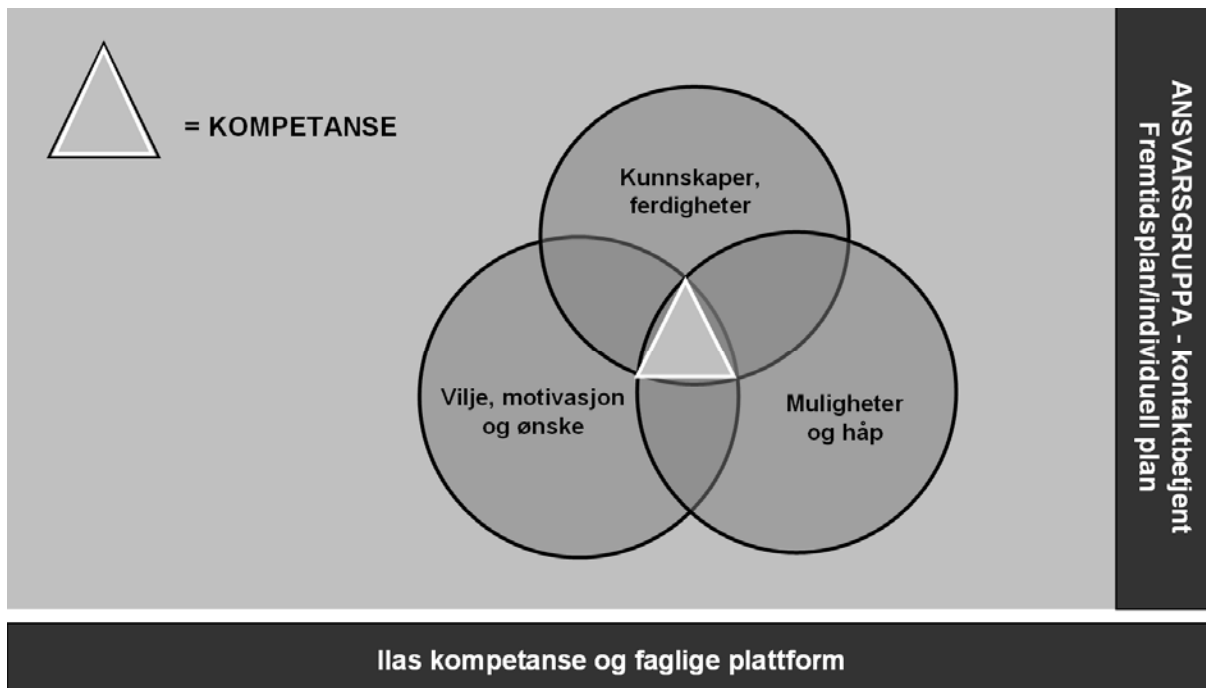 = KOMPETANSE
Kunnskaper,
ferdigheter
Vilje, motivasjon
og ønske
Muligheter
og håp
ANSVARSGRUPPA - kontaktbetjent
Fremtidsplan/individuell plan
Ilas kompetanse og faglige plattform